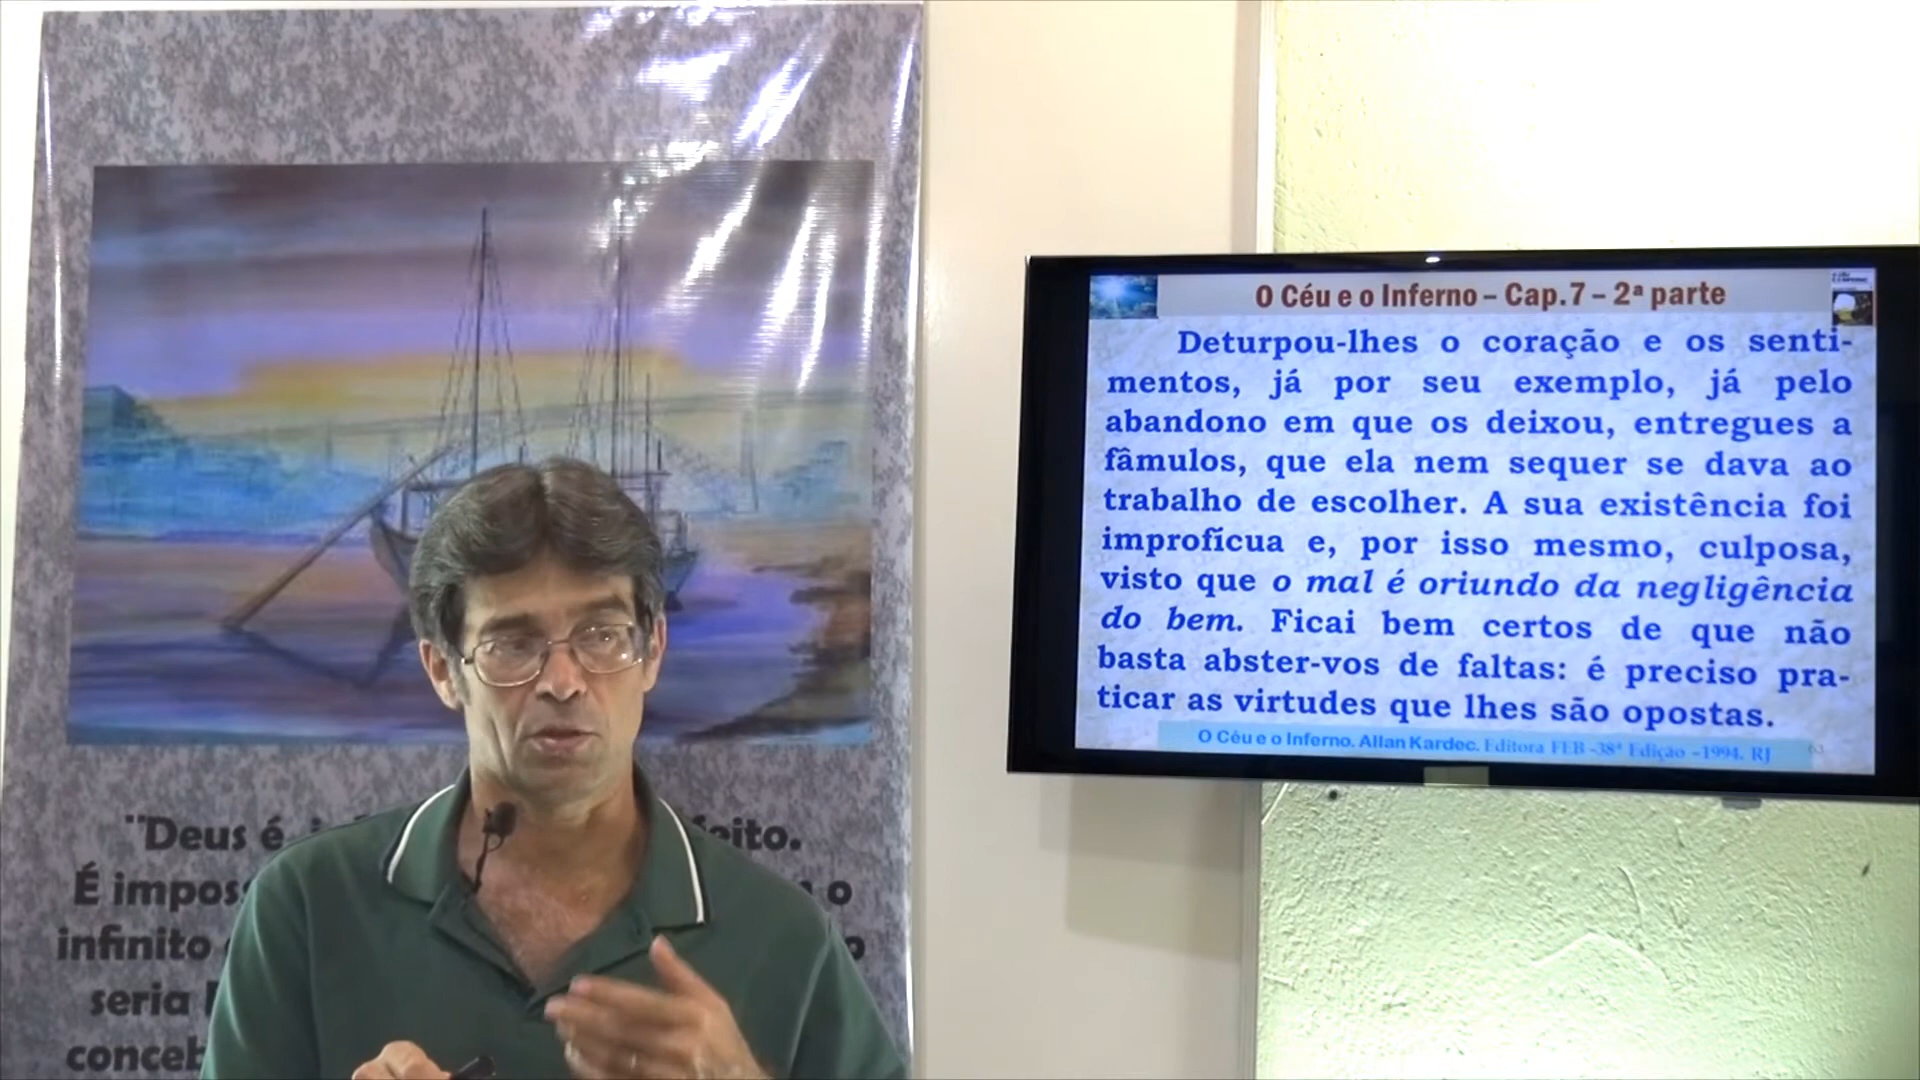 O Céu e o Inferno – Cap.7 – 2ª parte
Deturpou-lhes o coração e os senti-
mentos, já por seu exemplo, já pelo
abandono em que os deixou, entregues a
fâmulos, que ela nem sequer se dava ao
trabalho de escolher. A sua existência foi
improfícua e, por isso mesmo, culposa,
visto que o mal é oriundo da negligência
do bem. Ficai bem certos de que não
basta abster-vos de faltas: é preciso pra-
ticar as virtudes que lhes são opostas.
O Céu e o Inferno. Allan Kardec. Editora FEB -38ª Edição -1994. RJ
63
"Deus é
É
o
infinito
seria